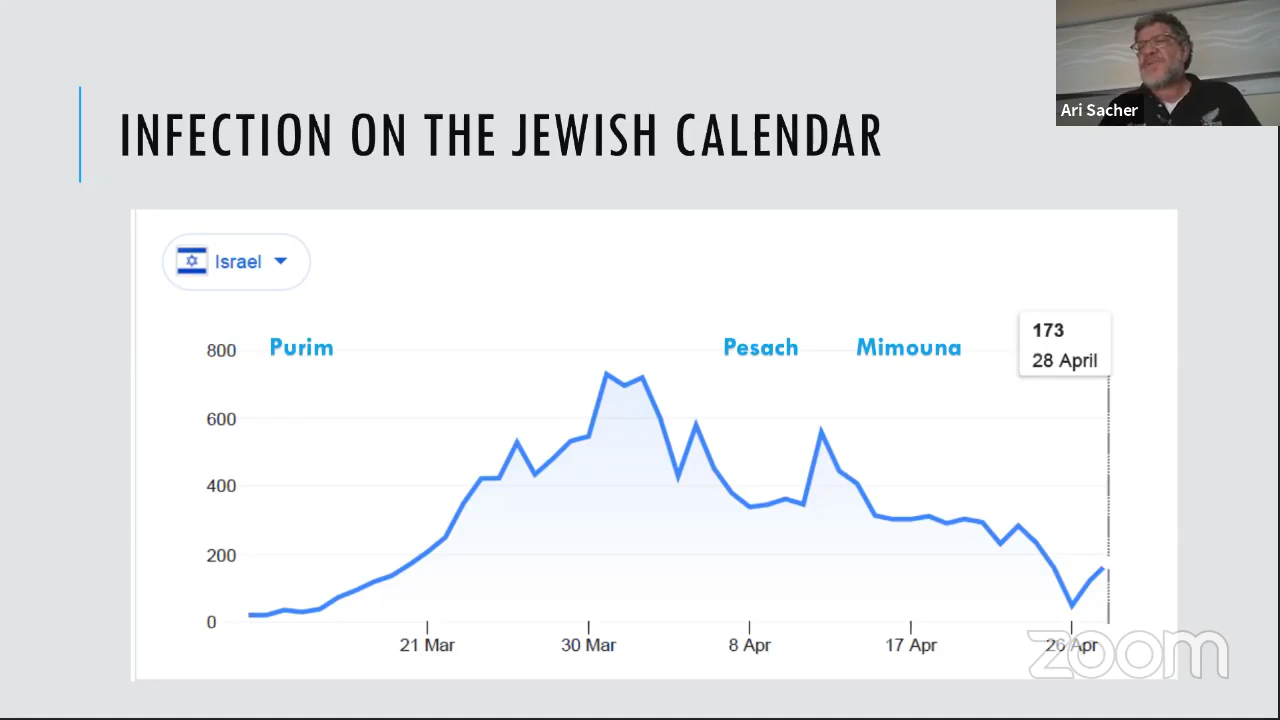 Ari Sacher
INFECTION ON THE JEWISH CALENDAR
Israel
Purim
Pesach
Mimouna
173
28 April
800
600
400
200
0
21 Mar
30 Mar
8 Apr
17 Apr
26 Apr
zoom